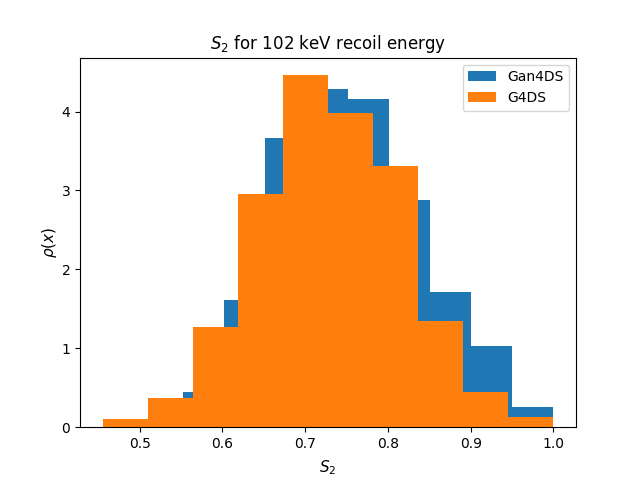 S₂ for 102 keV recoil energy
Gan4DS
G4DS
4
3
2
1
0
ρ(x)
0.5 0.6 0.7 0.8 0.9 1.0
S₂